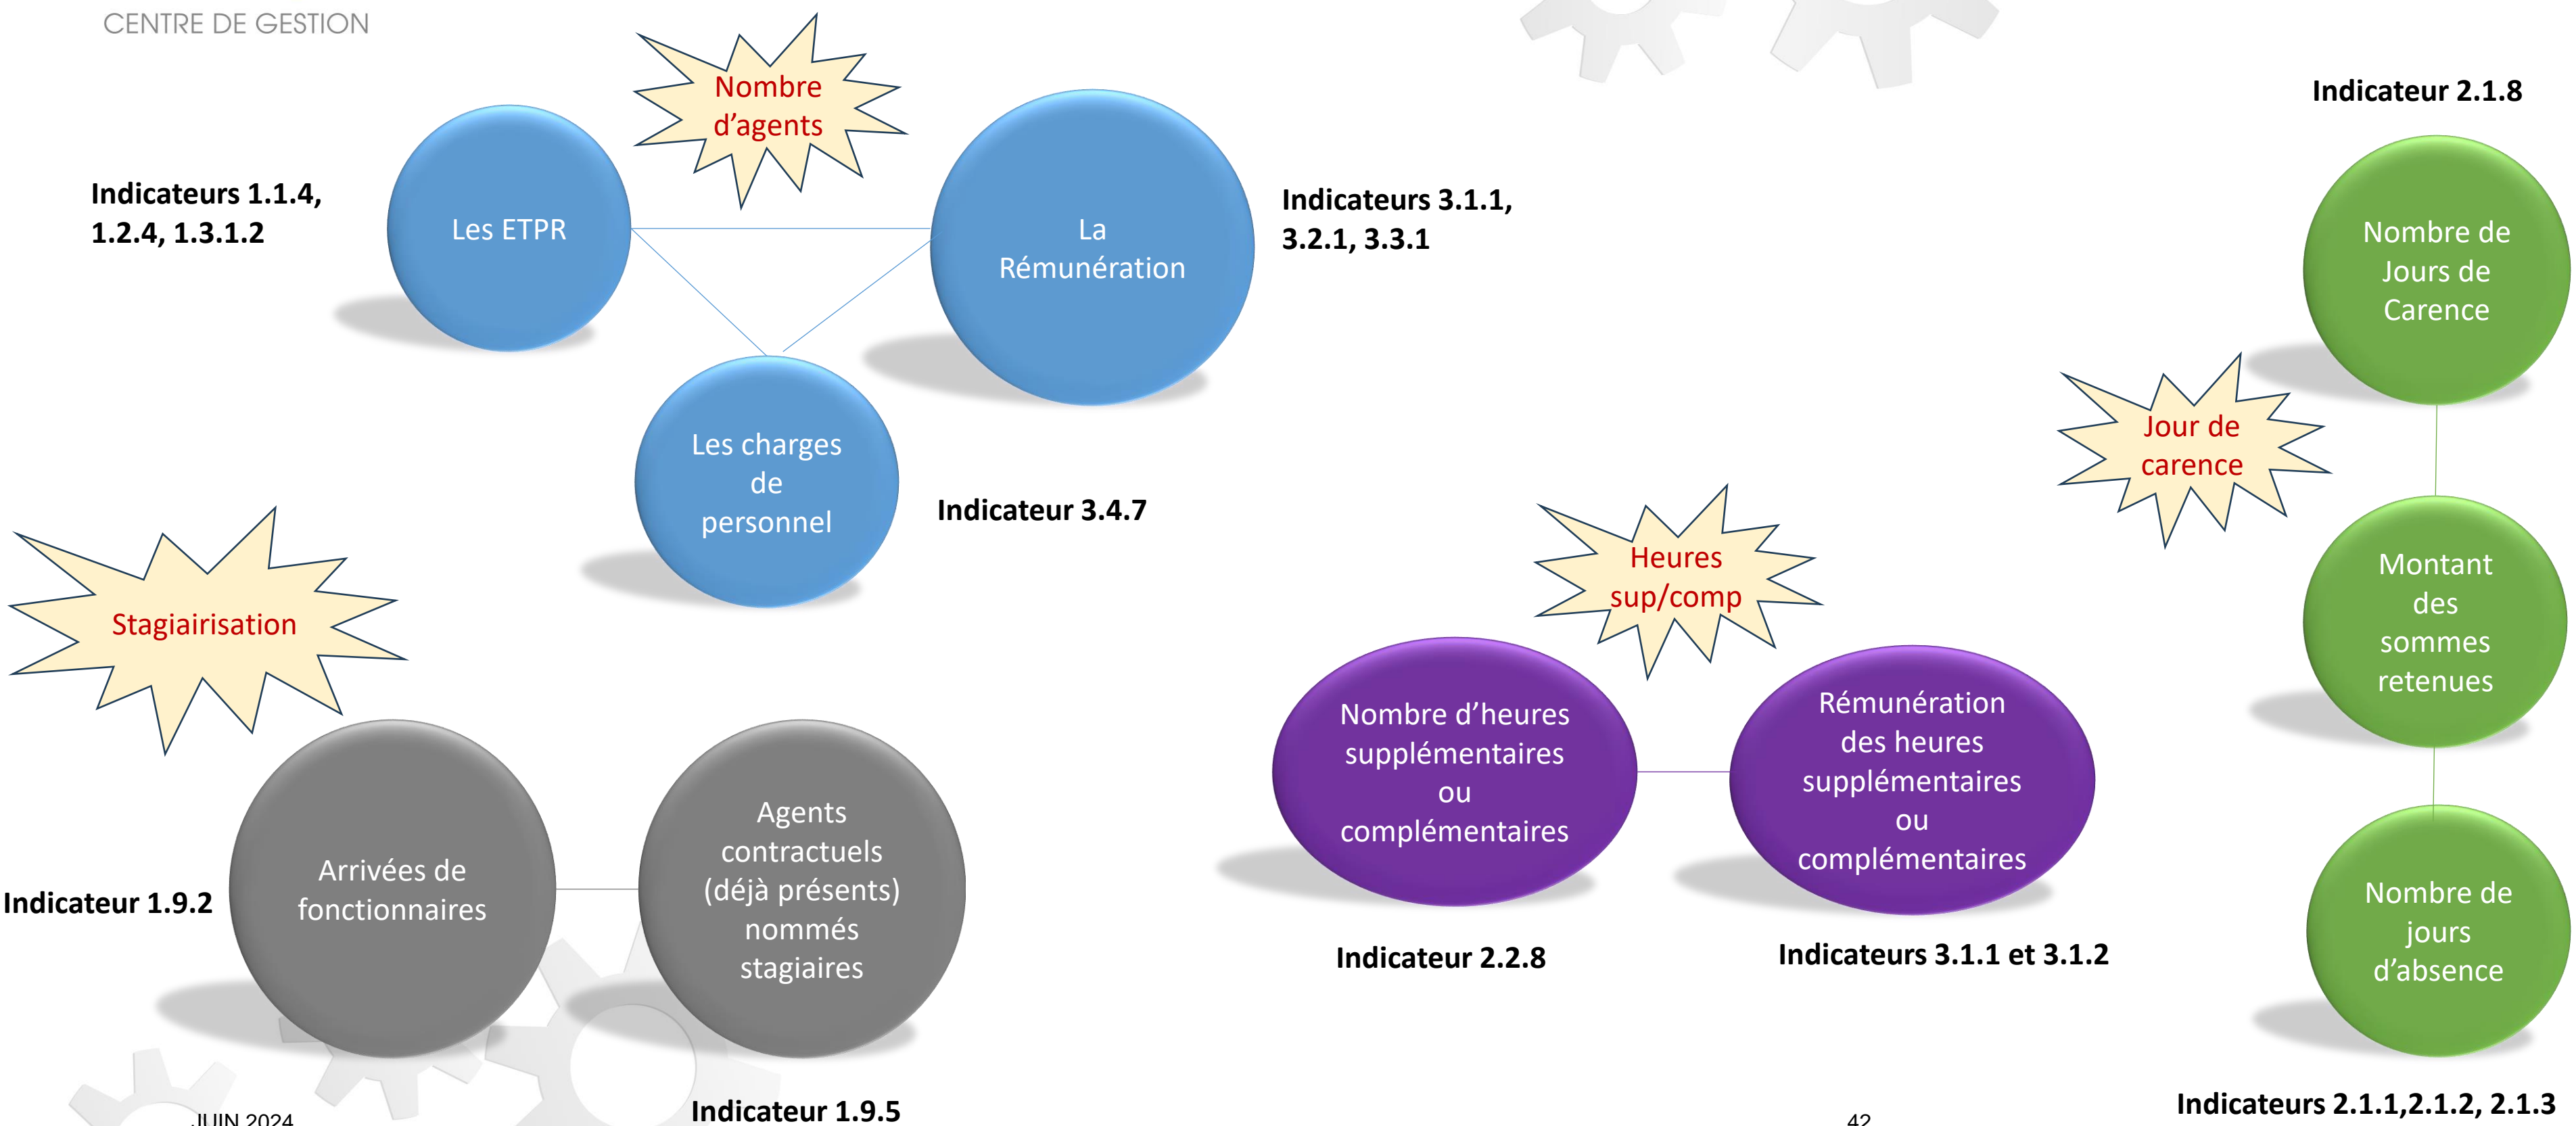 CENTRE DE GESTION
Nombre
d’agents
Indicateurs 1.1.4,
1.2.4, 1.3.1.2
Les ETPR
La
Rémunération
Indicateurs 3.1.1,
3.2.1, 3.3.1
Les charges
de
personnel
Indicateur 3.4.7
Stagiairisation
Indicateur 1.9.2
Arrivées de
fonctionnaires
Agents
contractuels
(déjà présents)
nommés
stagiaires
Indicateur 1.9.5
Heures
sup/comp
Nombre d’heures
supplémentaires
ou
complémentaires
Indicateur 2.2.8
Rémunération
des heures
supplémentaires
ou
complémentaires
Indicateurs 3.1.1 et 3.1.2
Indicateur 2.1.8
Nombre de
Jours de
Carence
Jour de
carence
Montant
des
sommes
retenues
Nombre de
jours
d’absence
Indicateurs 2.1.1,2.1.2, 2.1.3
JUIN 2024
42